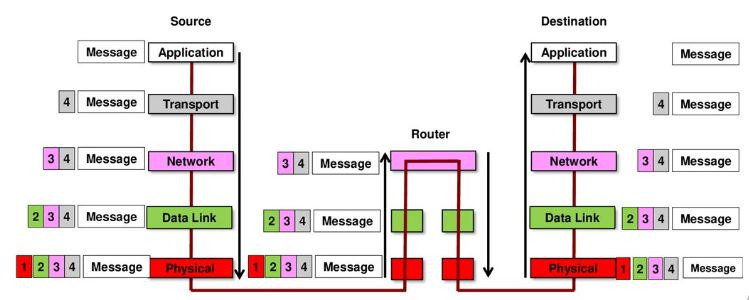 Source
Destination
Message Application
Application Message
4 Message Transport
Transport 4 Message
Router
3 4 Message Network
3 4 Message
Network 3 4 Message
2 3 4 Message Data Link
2 3 4 Message
Data Link 2 3 4 Message
1 2 3 4 Message Physical
1 2 3 4 Message
Physical 1 2 3 4 Message